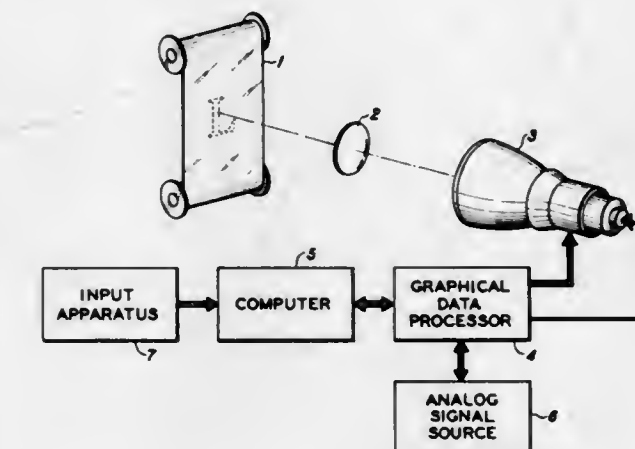 1
2
3
5
INPUT
APPARATUS
7
COMPUTER
GRAPHICAL
DATA
PROCESSOR
4
ANALOG
SIGNAL
SOURCE
6